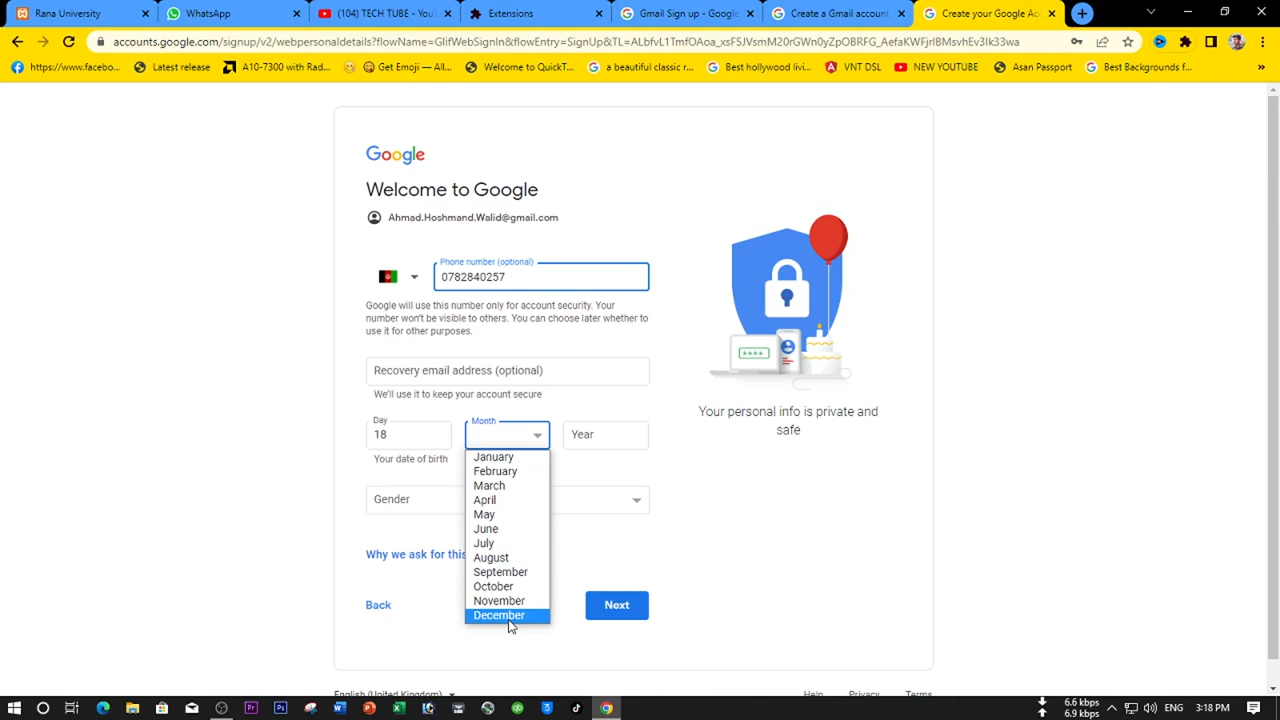 Rana University
WhatsApp
(104) TECH TUBE - YouT
Extensions
Gmail Sign up - Google
Create a Gmail account
Create your Google Acc
accounts.google.com/signup/v2/webpersonaldetails?flowName=GlifWebSignIn&flowEntry=SignUp&TL=
https://www.facebo...
Latest release
A10-7300 with Rad...
Get Emoji — All...
Welcome to QuickT...
a beautiful classic r...
Best hollywood livi...
VNT DSL
NEW YOUTUBE
Asan Passport
Best Backgrounds f...
»
Google
Welcome to Google
Ahmad.Hoshmand.Walid@gmail.com
Phone number (optional)
0782840257
Google will use this number only for account security. Your
number won't be visible to others. You can choose later whether to
use it for other purposes.
Recovery email address (optional)
We'll use it to keep your account secure
Day
18
Month
Year
Your date of birth
January
February
March
April
May
June
July
August
September
October
November
December
Gender
Why we ask for this
Back
Next
Your personal info is private and
safe
English (United Kingdom)
Help
Privacy
Terms
6.6 kbps
6.9 kbps
ENG
3:18 PM